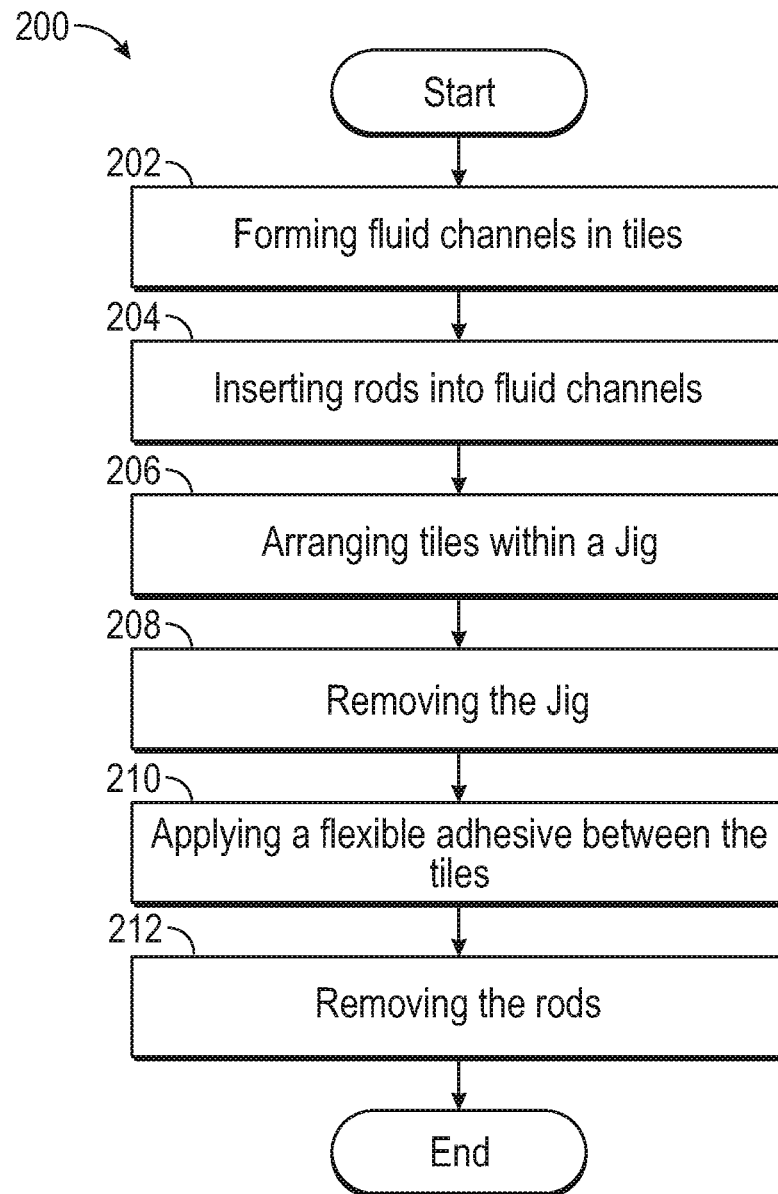 200
Start
202
Forming fluid channels in tiles
204
Inserting rods into fluid channels
206
Arranging tiles within a Jig
208
Removing the Jig
210
Applying a flexible adhesive between the
tiles
212
Removing the rods
End